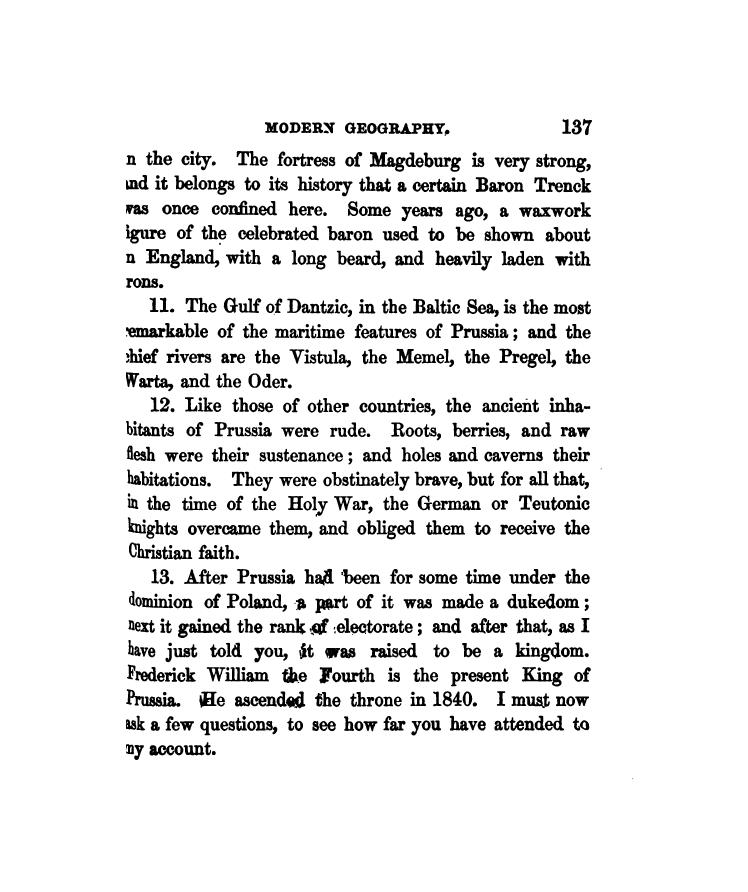 MODERN GEOGRAPHY. 137
n the city. The fortress of Magdeburg is very strong,
and it belongs to its history that a certain Baron Trenck
was once confined here. Some years ago, a waxwork
igure of the celebrated baron used to be shown about
n England, with a long beard, and heavily laden with
rons.
11. The Gulf of Dantzic, in the Baltic Sea, is the most
remarkable of the maritime features of Prussia; and the
chief rivers are the Vistula, the Memel, the Pregel, the
Warta, and the Oder.
12. Like those of other countries, the ancient inha-
bitants of Prussia were rude. Roots, berries, and raw
flesh were their sustenance; and holes and caverns their
habitations. They were obstinately brave, but for all that,
in the time of the Holy War, the German or Teutonic
knights overcame them, and obliged them to receive the
Christian faith.
13. After Prussia had been for some time under the
dominion of Poland, a part of it was made a dukedom;
next it gained the rank of electorate; and after that, as I
have just told you, it was raised to be a kingdom.
Frederick William the Fourth is the present King of
Prussia. He ascended the throne in 1840. I must now
ask a few questions, to see how far you have attended to
my account.